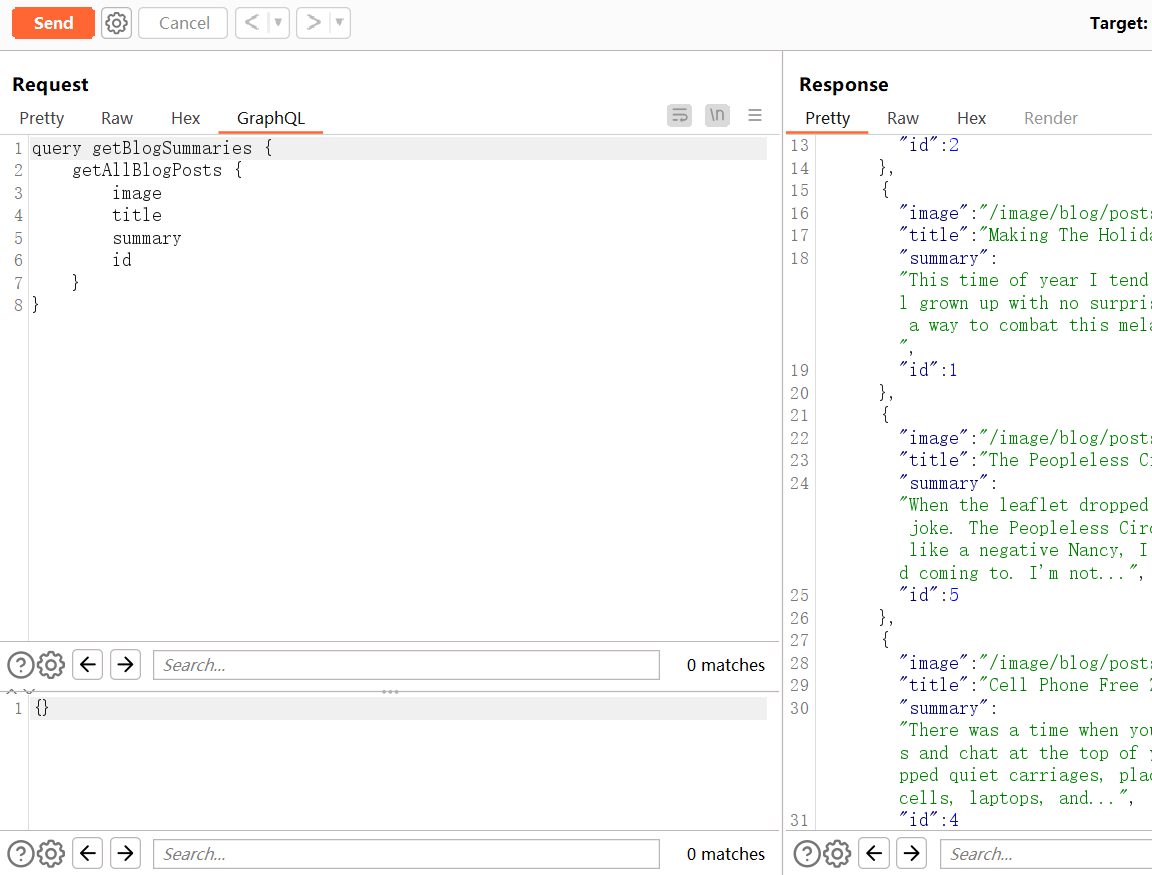 Send
Cancel
Target:
Request
Pretty Raw Hex GraphQL
\n
1 query getBlogSummaries {
2 getAllBlogPosts {
3 image
4 title
5 summary
6 id
7 }
8 }
0 matches
Search...
1 {}
Search...
0 matches
Response
Pretty Raw Hex Render
13 "id":2
14 },
15 {
16 "image":"/image/blog/posts
17 "title":"Making The Holida
18 "summary":
"This time of year I tend
l grown up with no surpris
a way to combat this mela
",
19 "id":1
20 },
21 {
22 "image":"/image/blog/posts
23 "title":"The Peopleless Ci
24 "summary":
"When the leaflet dropped
joke. The Peopleless Circ
like a negative Nancy, I
d coming to. I'm not...",
25 "id":5
26 },
27 {
28 "image":"/image/blog/posts
29 "title":"Cell Phone Free
30 "summary":
"There was a time when you
s and chat at the top of y
pped quiet carriages, plac
cells, laptops, and...",
31 "id":4
Search...